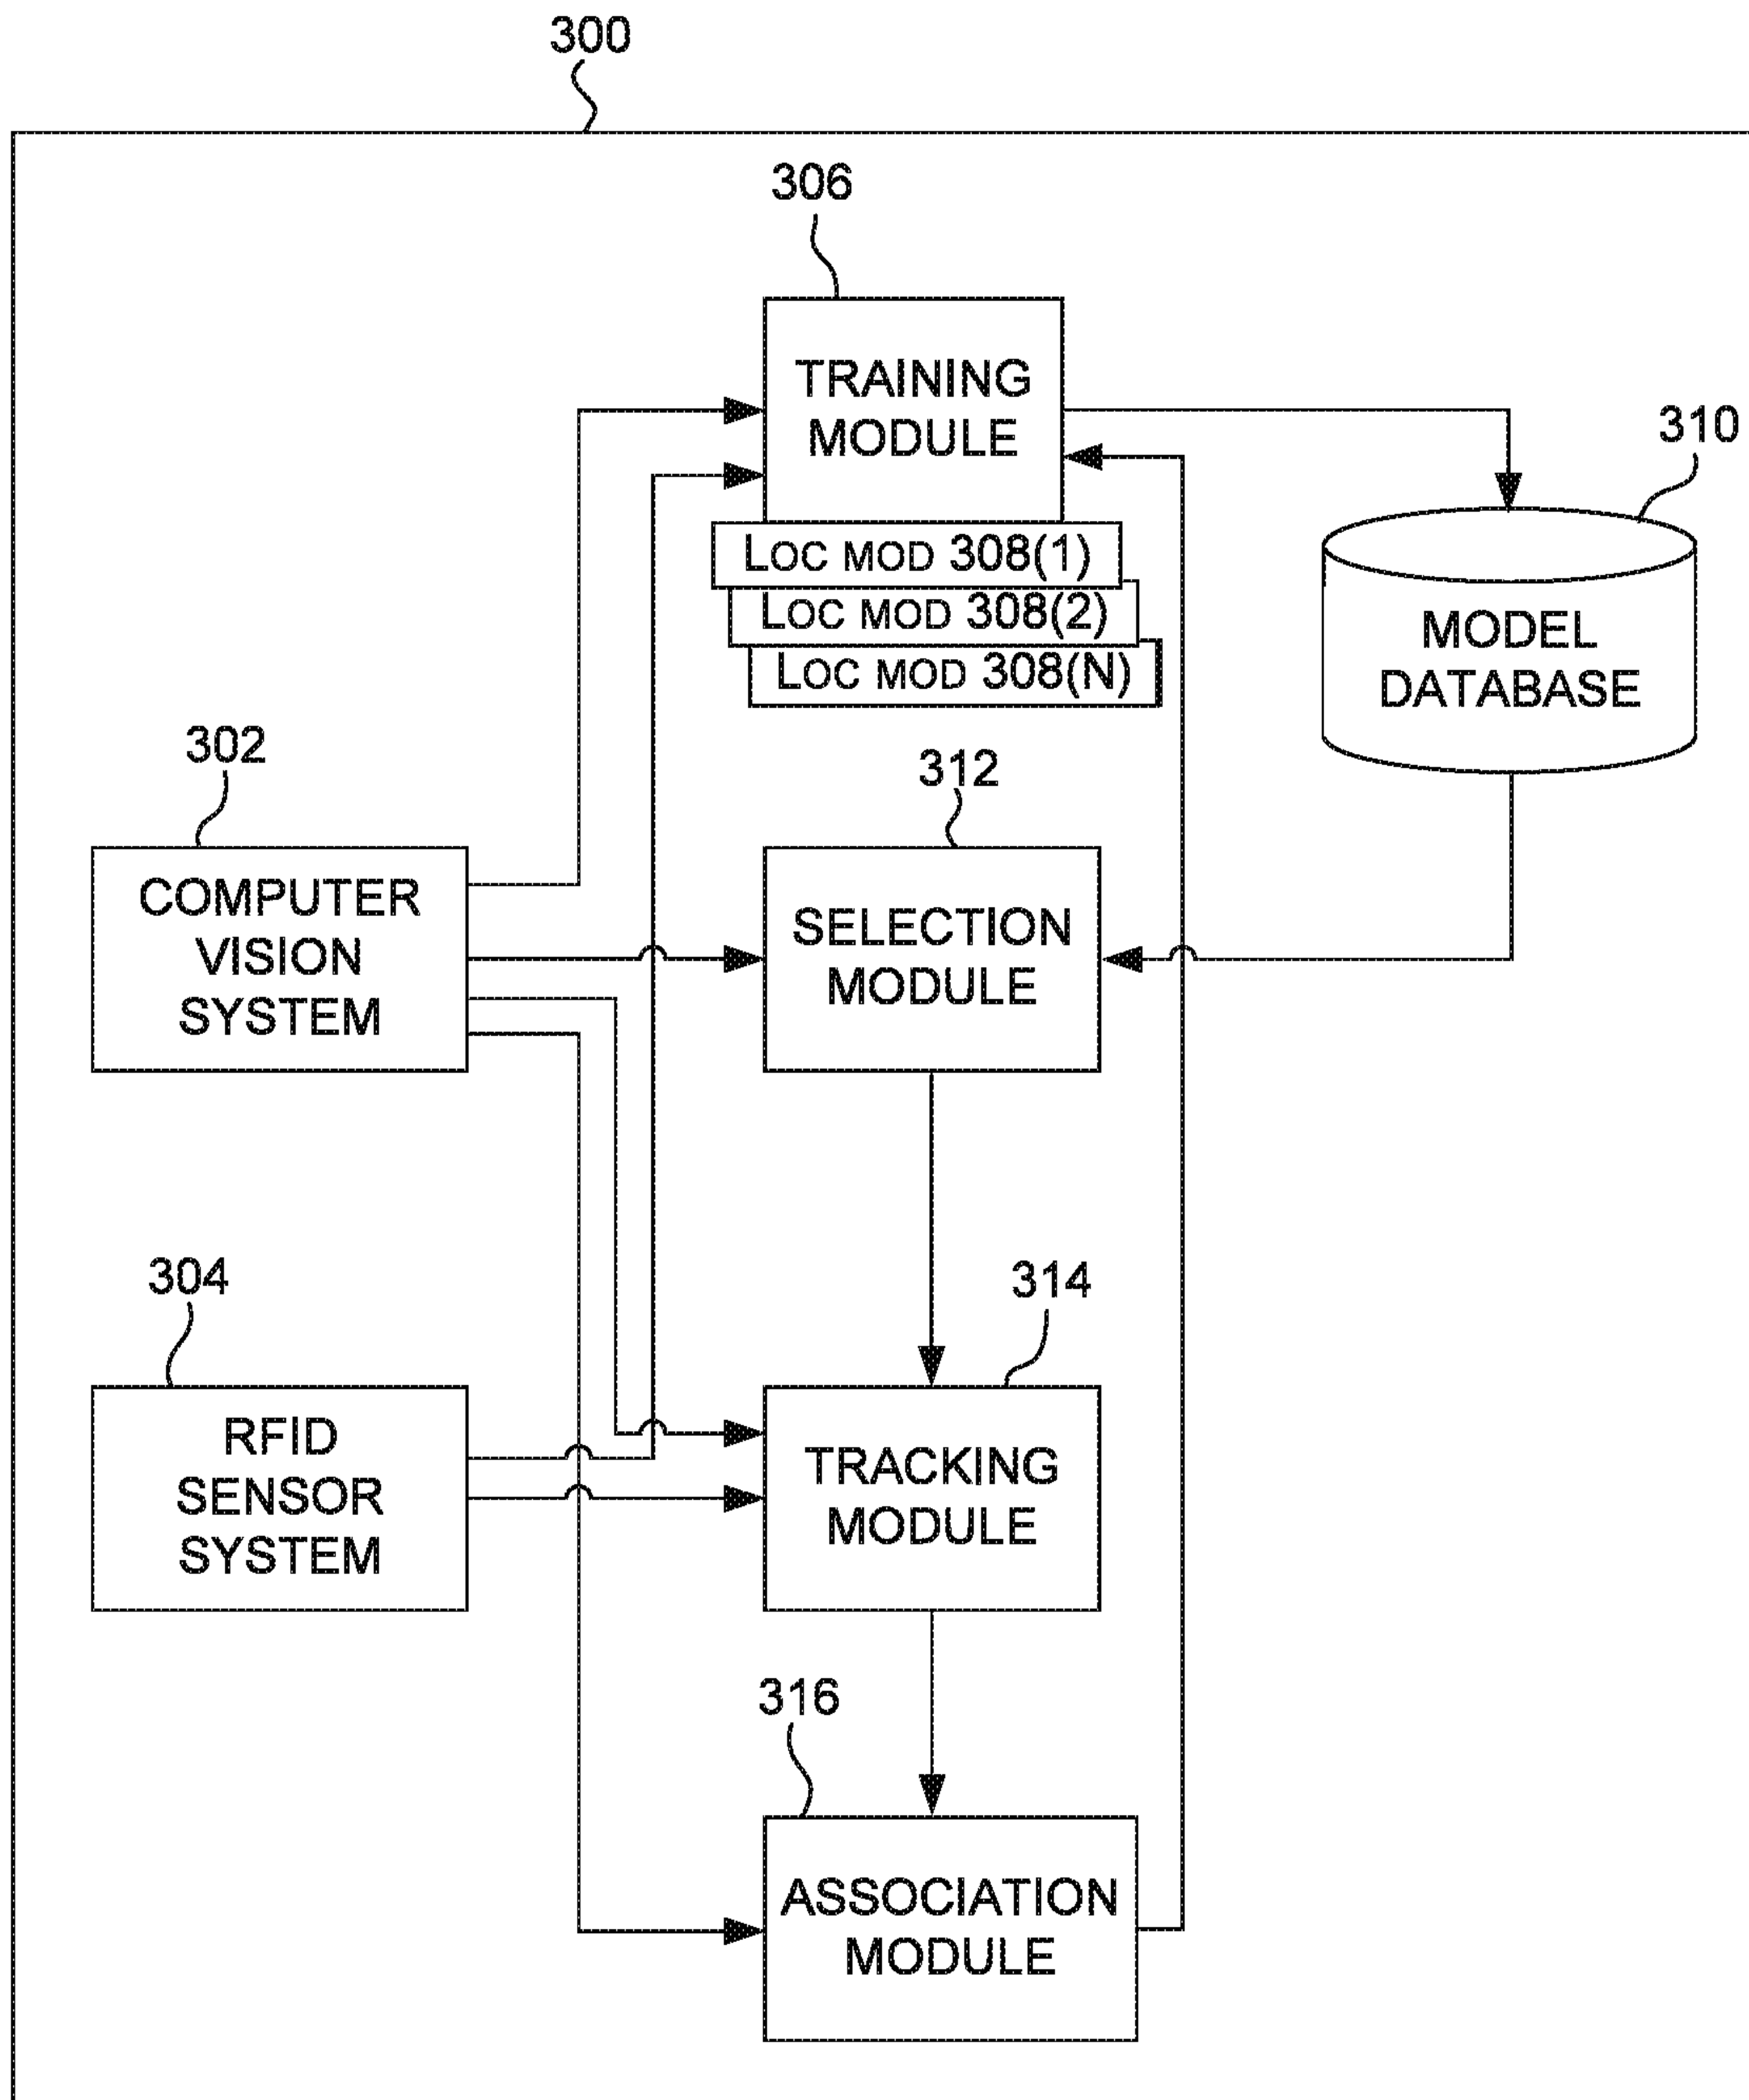 300
306
TRAINING
MODULE
310
LOC MOD 308(1)
LOC MOD 308(2)
LOC MOD 308(N)
MODEL
DATABASE
302
312
COMPUTER
VISION
SYSTEM
SELECTION
MODULE
304
314
RFID
SENSOR
SYSTEM
TRACKING
MODULE
316
ASSOCIATION
MODULE